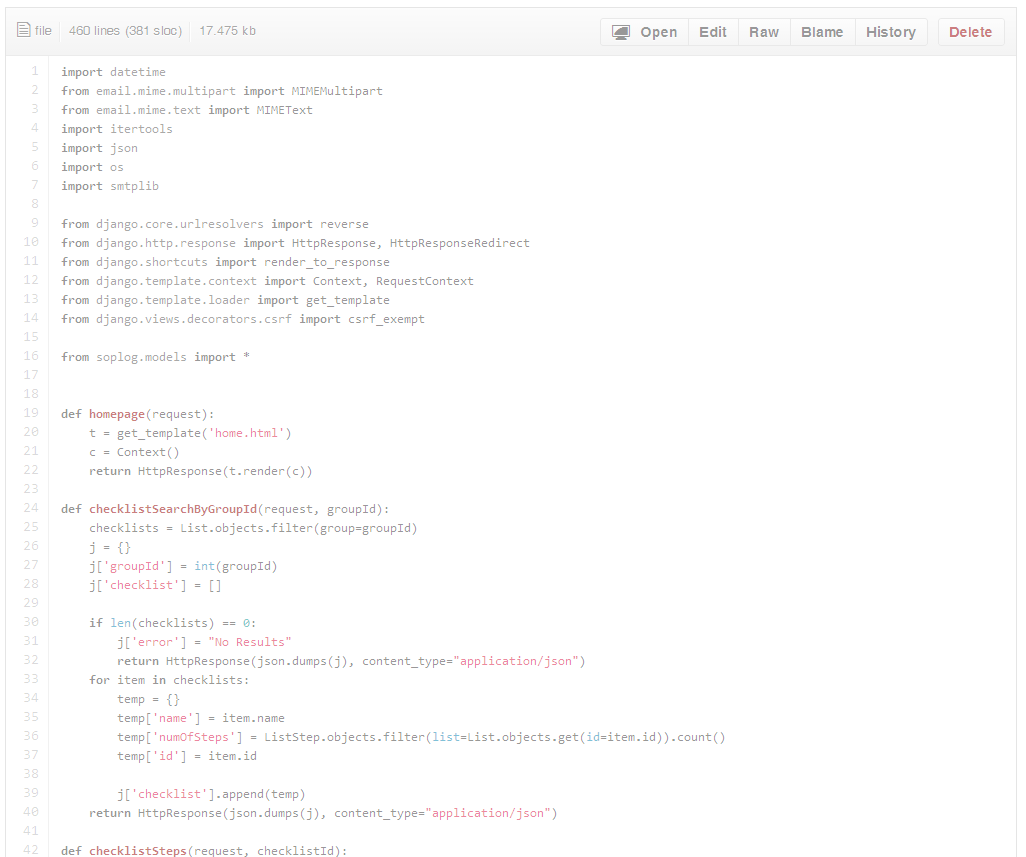 file 460 lines (381 sloc) 17.475 kb Open Edit Raw Blame History Delete
1 import datetime
2 from email.mime.multipart import MIMEMultipart
3 from email.mime.text import MIMEText
4 import itertools
5 import json
6 import os
7 import smtplib
8
9 from django.core.urlresolvers import reverse
10 from django.http.response import HttpResponse, HttpResponseRedirect
11 from django.shortcuts import render_to_response
12 from django.template.context import Context, RequestContext
13 from django.template.loader import get_template
14 from django.views.decorators.csrf import csrf_exempt
15
16 from soplog.models import *
17
18
19 def homepage(request):
20     t = get_template('home.html')
21     c = Context()
22     return HttpResponse(t.render(c))
23
24 def checklistSearchByGroupId(request, groupId):
25     checklists = List.objects.filter(group=groupId)
26     j = {}
27     j['groupId'] = int(groupId)
28     j['checklist'] = []
29
30     if len(checklists) == 0:
31         j['error'] = "No Results"
32         return HttpResponse(json.dumps(j), content_type="application/json")
33     for item in checklists:
34         temp = {}
35         temp['name'] = item.name
36         temp['numOfSteps'] = ListStep.objects.filter(list=List.objects.get(id=item.id)).count()
37         temp['id'] = item.id
38
39         j['checklist'].append(temp)
40     return HttpResponse(json.dumps(j), content_type="application/json")
41
42 def checklistSteps(request, checklistId):